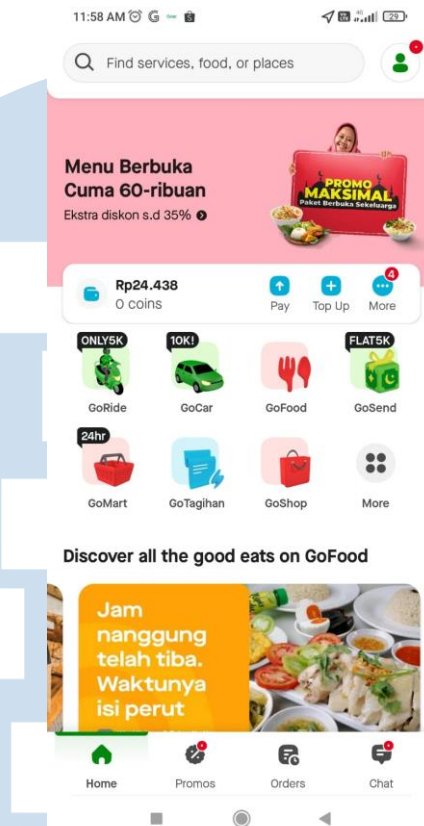 11:58 AM
29
Find services, food, or places
Menu Berbuka
Cuma 60-ribuan
Ekstra diskon s.d 35%
PROMO
MAKSIMAL
Paket Berbuka Sekeluarga
Rp24.438
0 coins
Pay
Top Up
4
More
ONLY5K
10K!
FLAT5K
GoRide
GoCar
GoFood
GoSend
24hr
GoMart
GoTagihan
GoShop
More
Discover all the good eats on GoFood
Jam
nanggung
telah tiba.
Waktunya
isi perut
Home
Promos
Orders
Chat